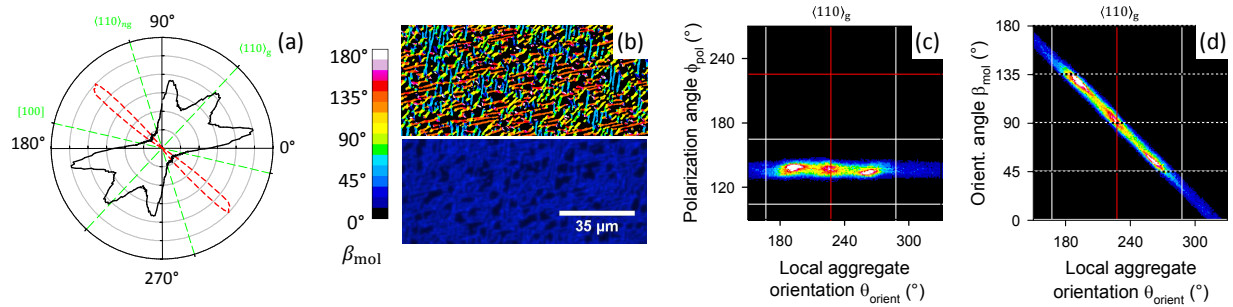 (a)
90°
⟨110⟩ng
⟨110⟩g
[100]
180°
0°
270°
180°
135°
90°
45°
0°
βmol
(b)
35 µm
(c)
⟨110⟩g
Polarization angle ϕpol (°)
240
180
120
180 240 300
Local aggregate
orientation θorient (°)
(d)
⟨110⟩g
Orient. angle βmol (°)
180
135
90
45
0
180 240 300
Local aggregate
orientation θorient (°)